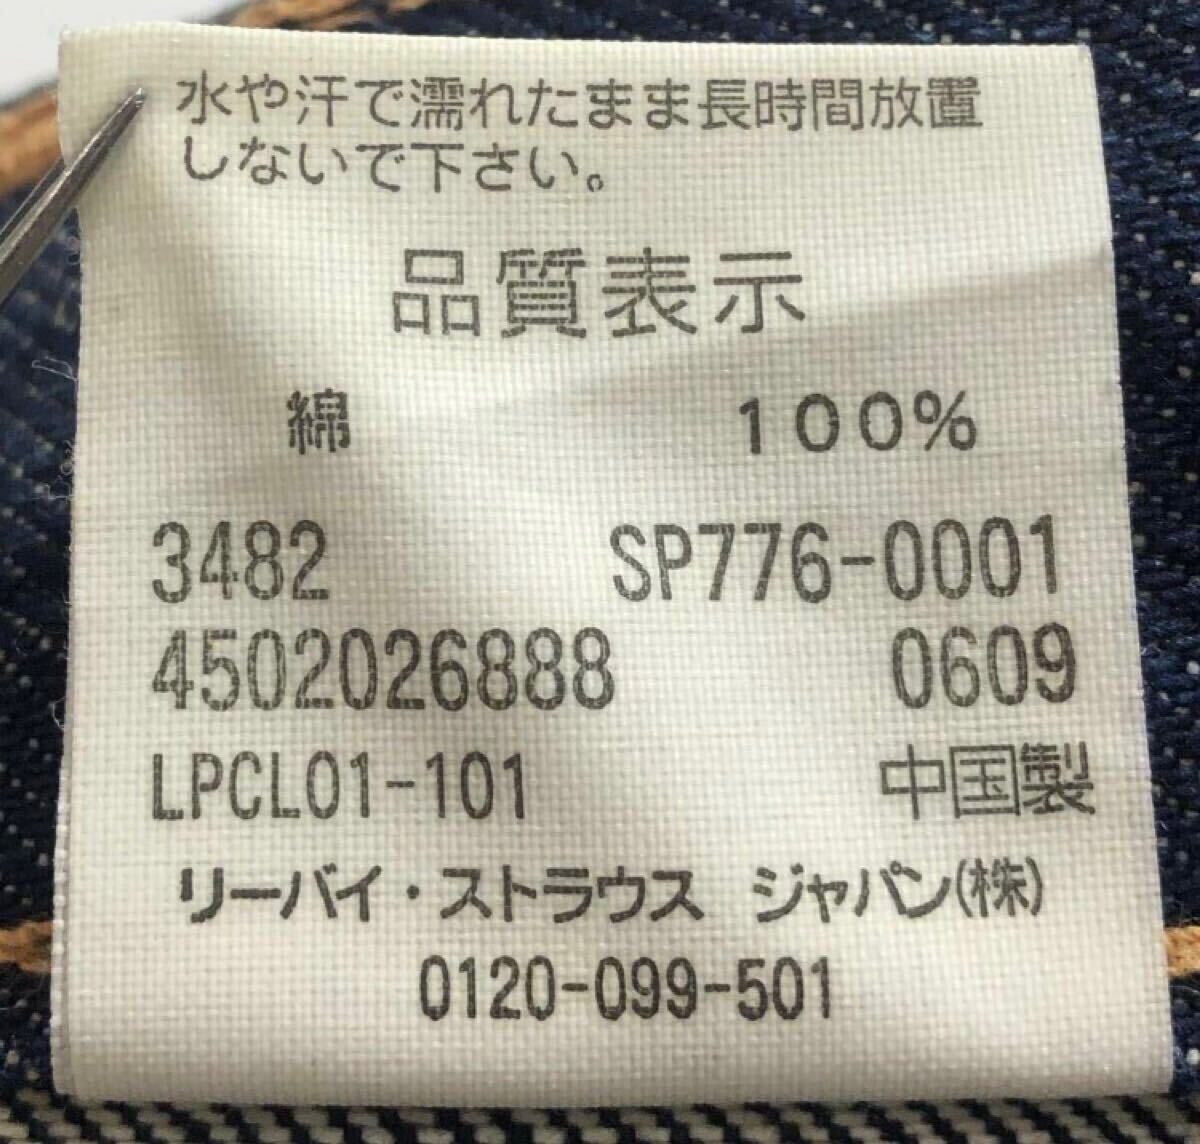 水や汗で濡れたまま長時間放置
しないで下さい。
品質表示
綿 100%
3482 SP776-0001
4502026888 0609
LPCL01-101 中国製
リーバイ・ストラウス ジャパン(株)
0120-099-501